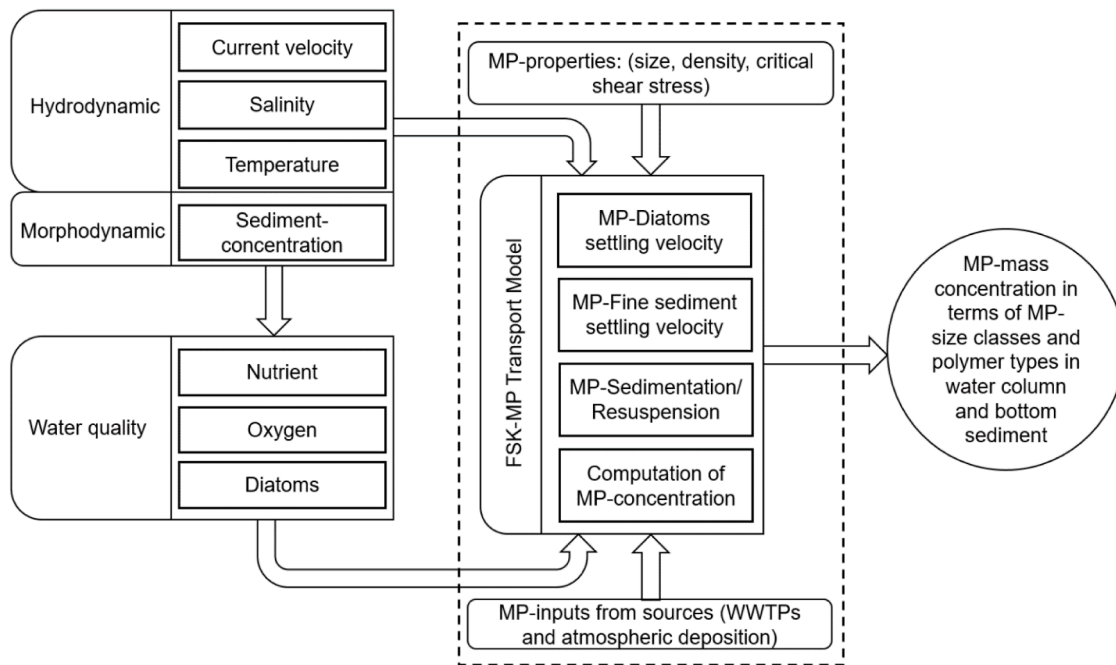 Hydrodynamic
Current velocity
Salinity
Temperature
Morphodynamic
Sediment-
concentration
Water quality
Nutrient
Oxygen
Diatoms
MP-properties: (size, density, critical
shear stress)
FSK-MP Transport Model
MP-Diatoms
settling velocity
MP-Fine sediment
settling velocity
MP-Sedimentation/
Resuspension
Computation of
MP-concentration
MP-inputs from sources (WWTPs
and atmospheric deposition)
MP-mass
concentration in
terms of MP-
size classes and
polymer types in
water column
and bottom
sediment